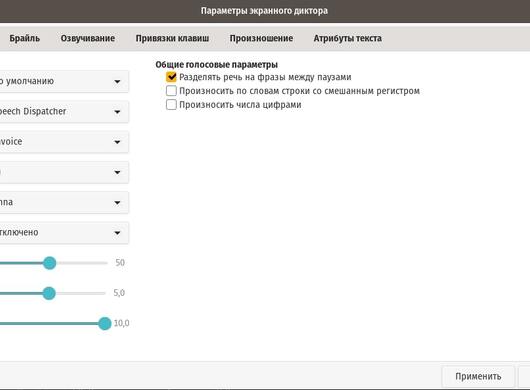 Параметры экранного диктора
Брайль Озвучивание Привязки клавиш Произношение Атрибуты текста
Общие голосовые параметры
о умолчанию
Разделять речь на фразы между паузами
Произносить по словам строки со смешанным регистром
Произносить числа цифрами
peech Dispatcher
voice
nna
тключено
50
5,0
10,0
Применить